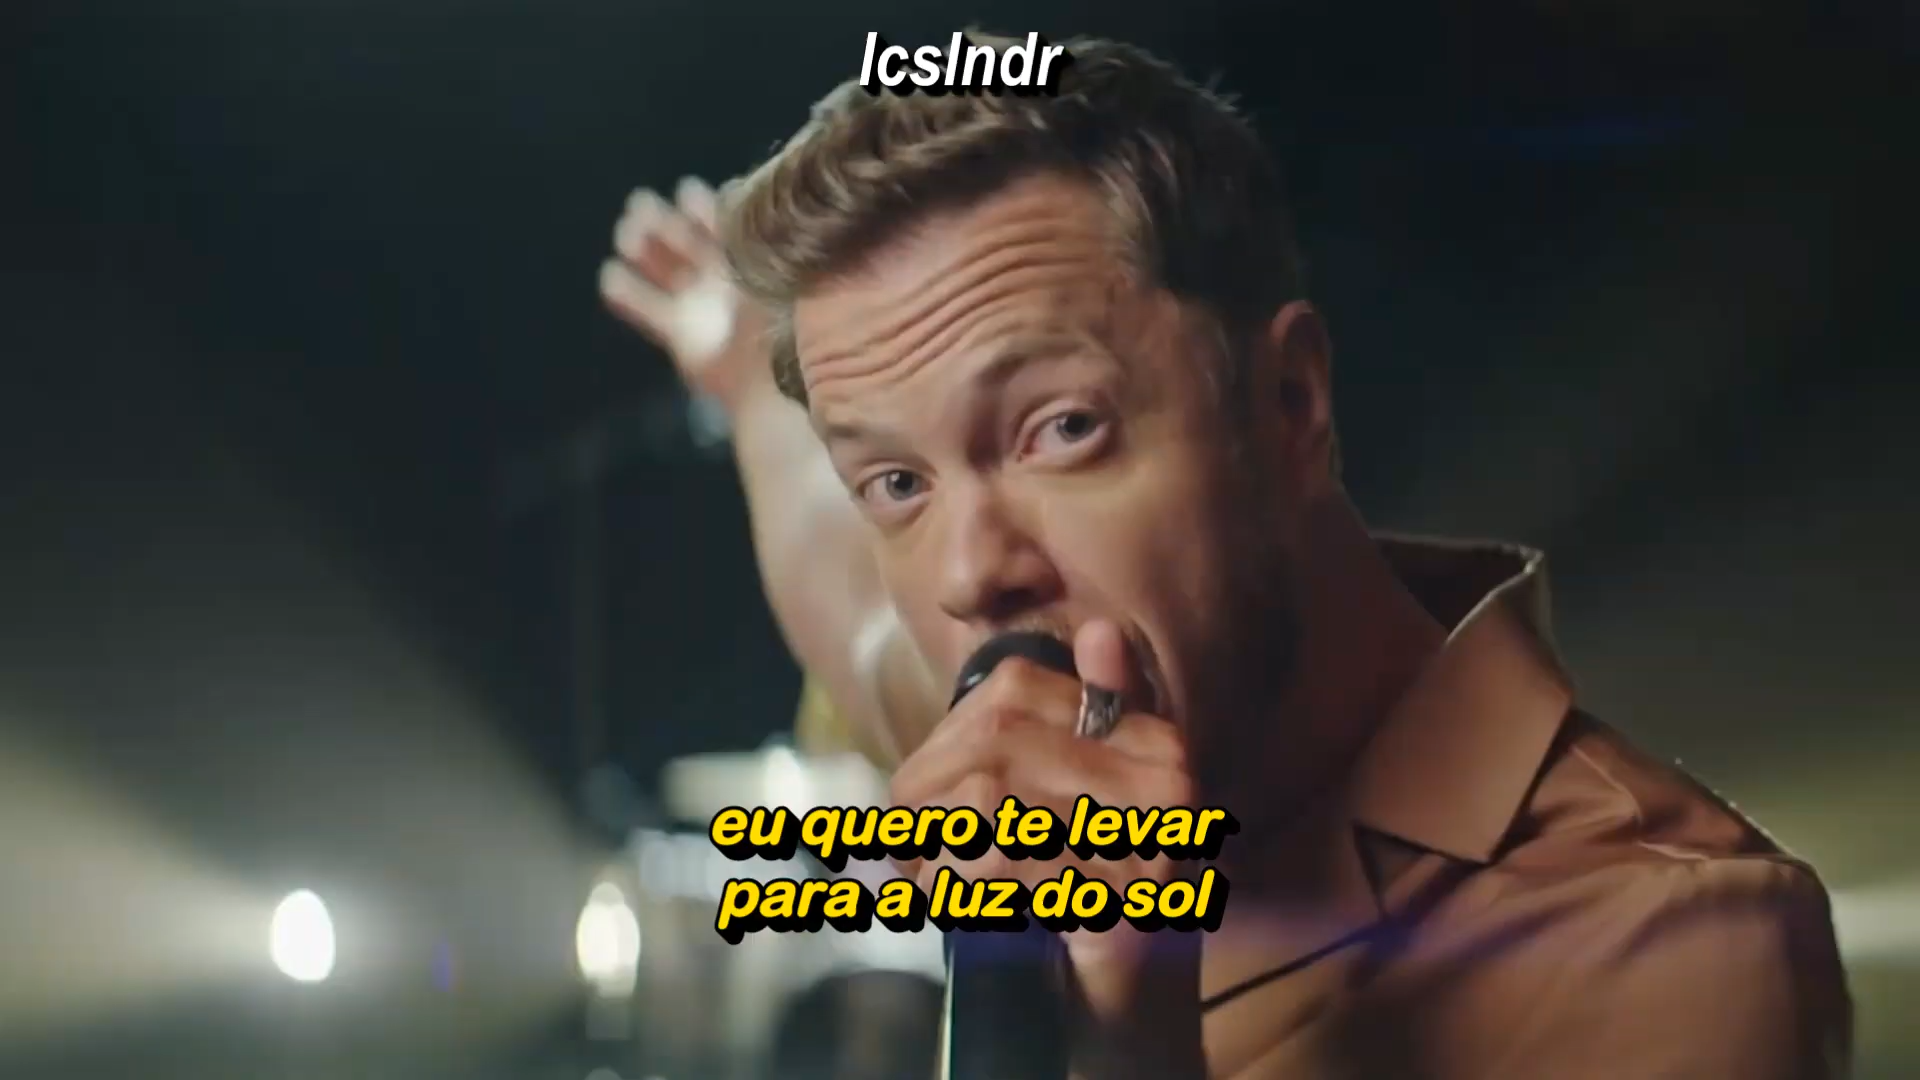 lcslndr
eu quero te levar
para a luz do sol